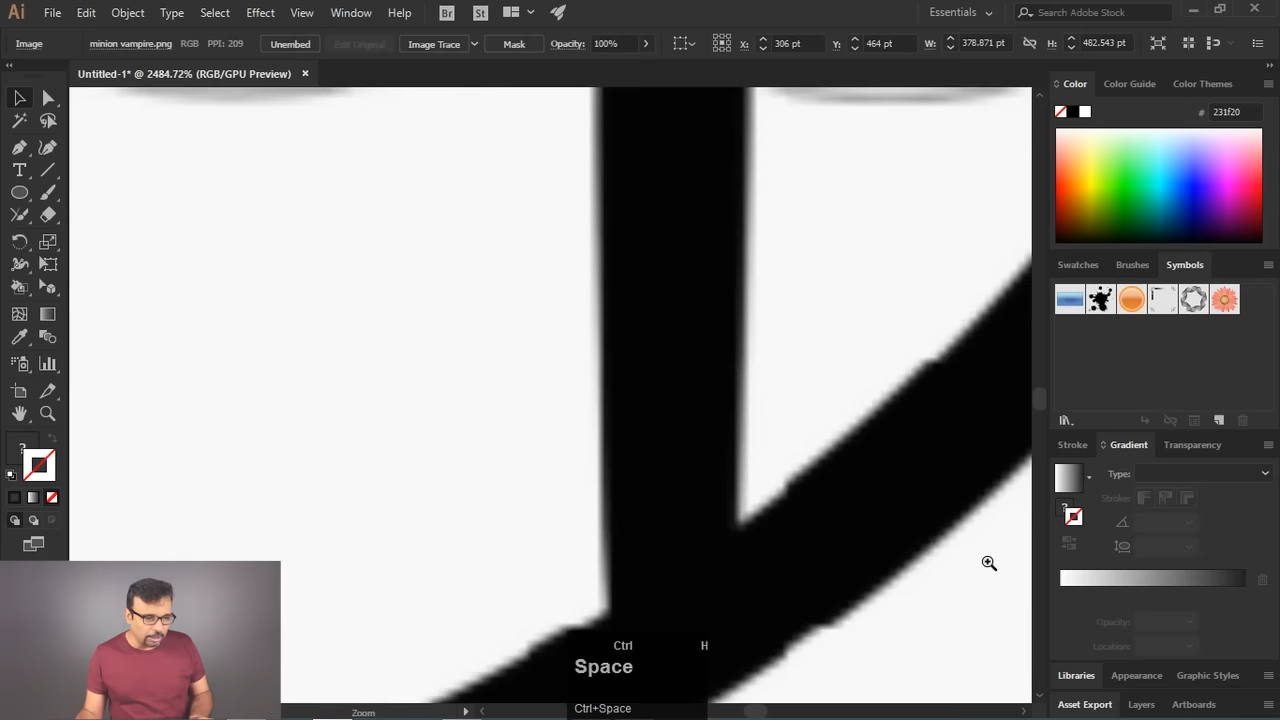 Ai File Edit Object Type Select Effect View Window Help Br St Essentials Search Adobe Stock
Image minion vampire.png RGB PPI: 209 Unembed Edit Original Image Trace Mask Opacity: 100% X: 306 pt Y: 464 pt W: 378.871 pt H: 482.543 pt
Untitled-1* @ 2484.72% (RGB/GPU Preview) ×
Color Color Guide Color Themes
# 231f20
Swatches Brushes Symbols
Stroke Gradient Transparency
Type:
Stroke:
Opacity:
Location:
Libraries Appearance Graphic Styles
Asset Export Layers Artboards
T
?
?
Ctrl H
Space
Ctrl+Space
Zoom